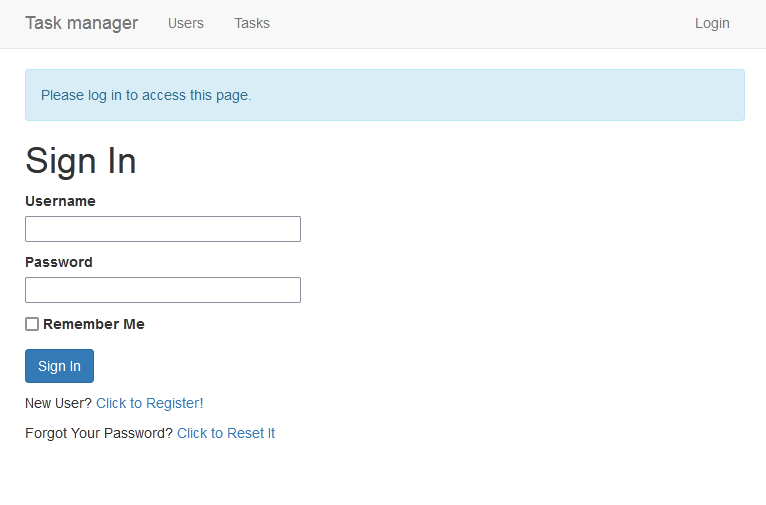 Task manager Users Tasks Login
Please log in to access this page.
Sign In
Username
Password
Remember Me
Sign In
New User? Click to Register!
Forgot Your Password? Click to Reset It